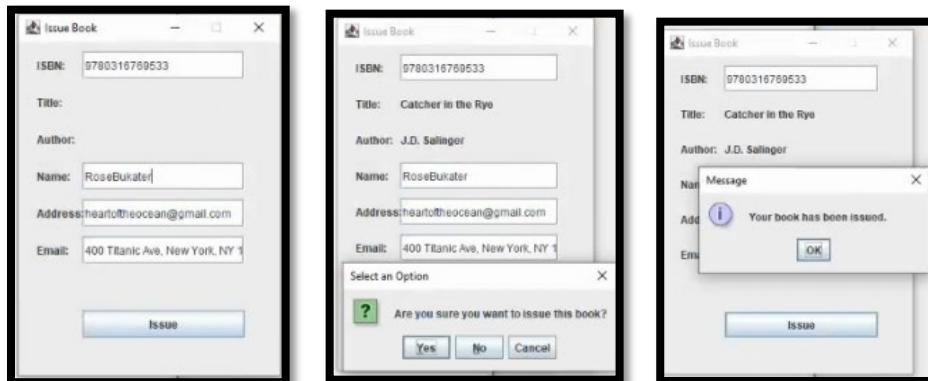 Issue Book
ISBN: 9780316769533
Title:
Author:
Name: RoseBukater
Address: heartoftheocean@gmail.com
Email: 400 Titanic Ave, New York, NY 1
Issue
Issue Book
ISBN: 9780316769533
Title: Catcher in the Rye
Author: J.D. Salinger
Name: RoseBukater
Address: heartoftheocean@gmail.com
Email: 400 Titanic Ave, New York, NY 1
Select an Option
? Are you sure you want to issue this book?
Yes No Cancel
Issue Book
ISBN: 9780316769533
Title: Catcher in the Rye
Author: J.D. Salinger
Nar
Message
Add
i Your book has been issued.
Ema
OK
Issue